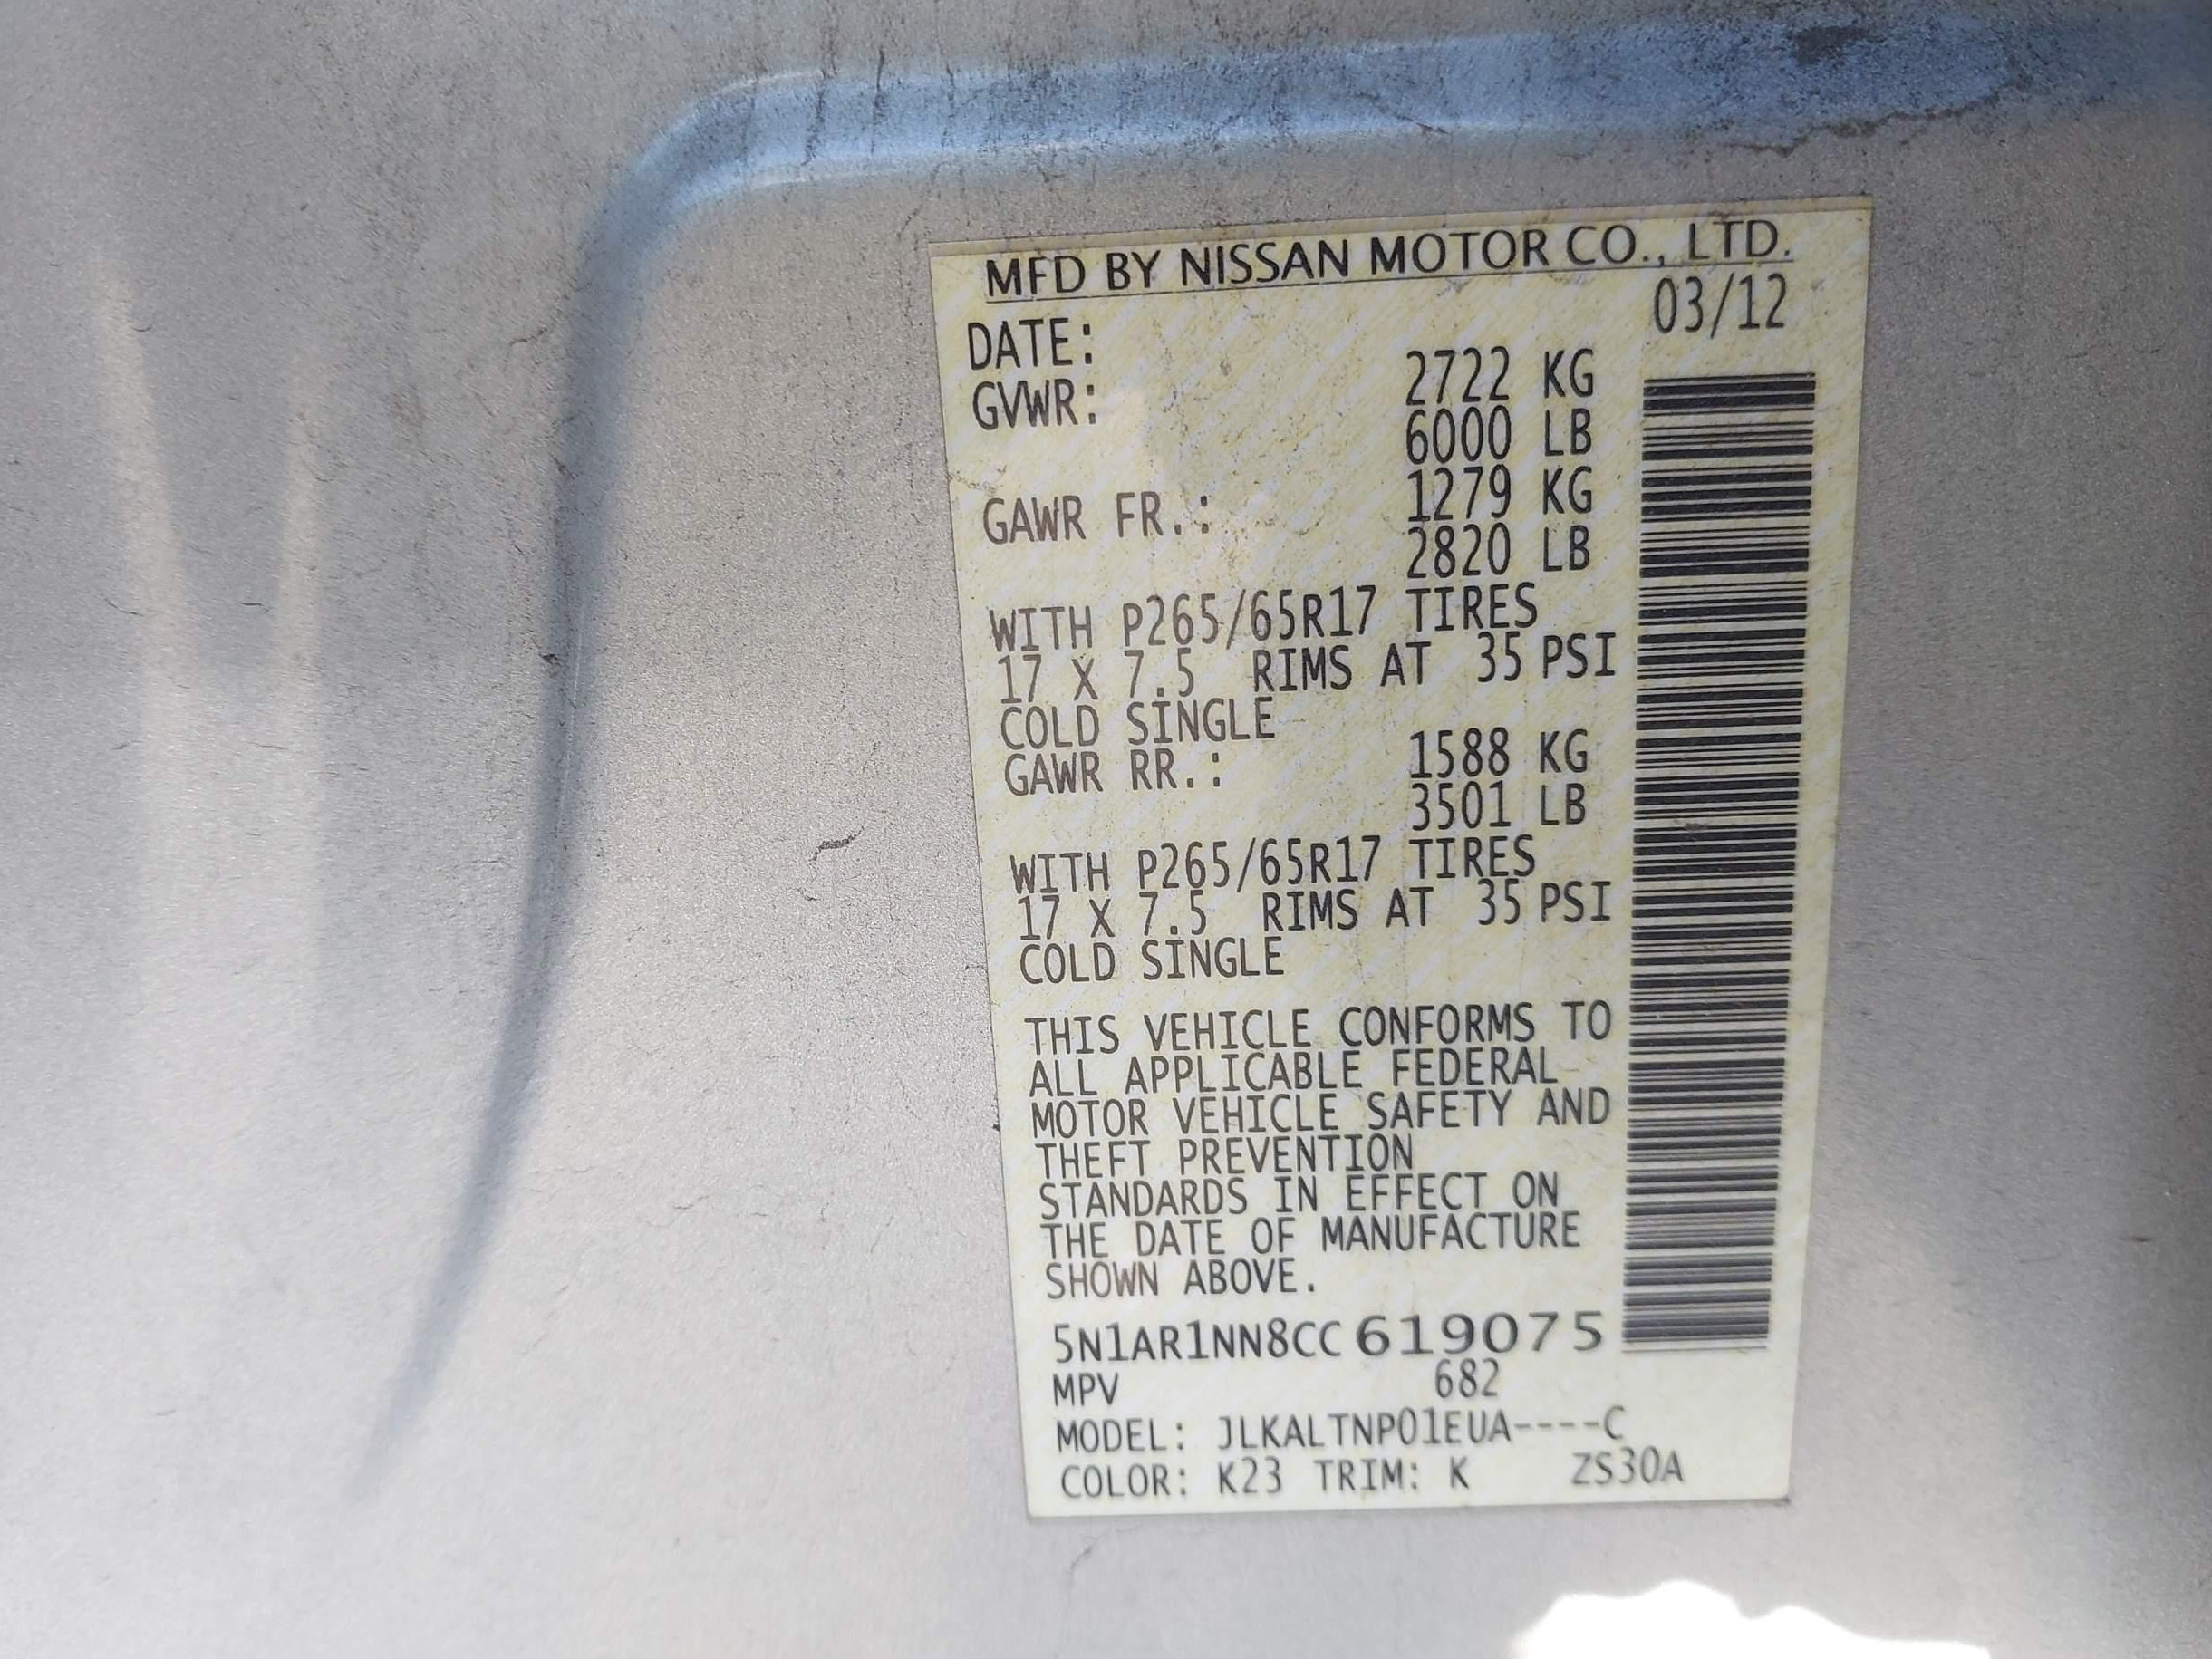 MFD BY NISSAN MOTOR CO., LTD.
DATE: 03/12
GVWR: 2722 KG
6000 LB
GAWR FR.: 1279 KG
2820 LB
WITH P265/65R17 TIRES
17 X 7.5 RIMS AT 35 PSI
COLD SINGLE
GAWR RR.: 1588 KG
3501 LB
WITH P265/65R17 TIRES
17 X 7.5 RIMS AT 35 PSI
COLD SINGLE
THIS VEHICLE CONFORMS TO
ALL APPLICABLE FEDERAL
MOTOR VEHICLE SAFETY AND
THEFT PREVENTION
STANDARDS IN EFFECT ON
THE DATE OF MANUFACTURE
SHOWN ABOVE.
5N1AR1NN8CC619075
MPV 682
MODEL: JLKALTNP01EUA----C
COLOR: K23 TRIM: K ZS30A